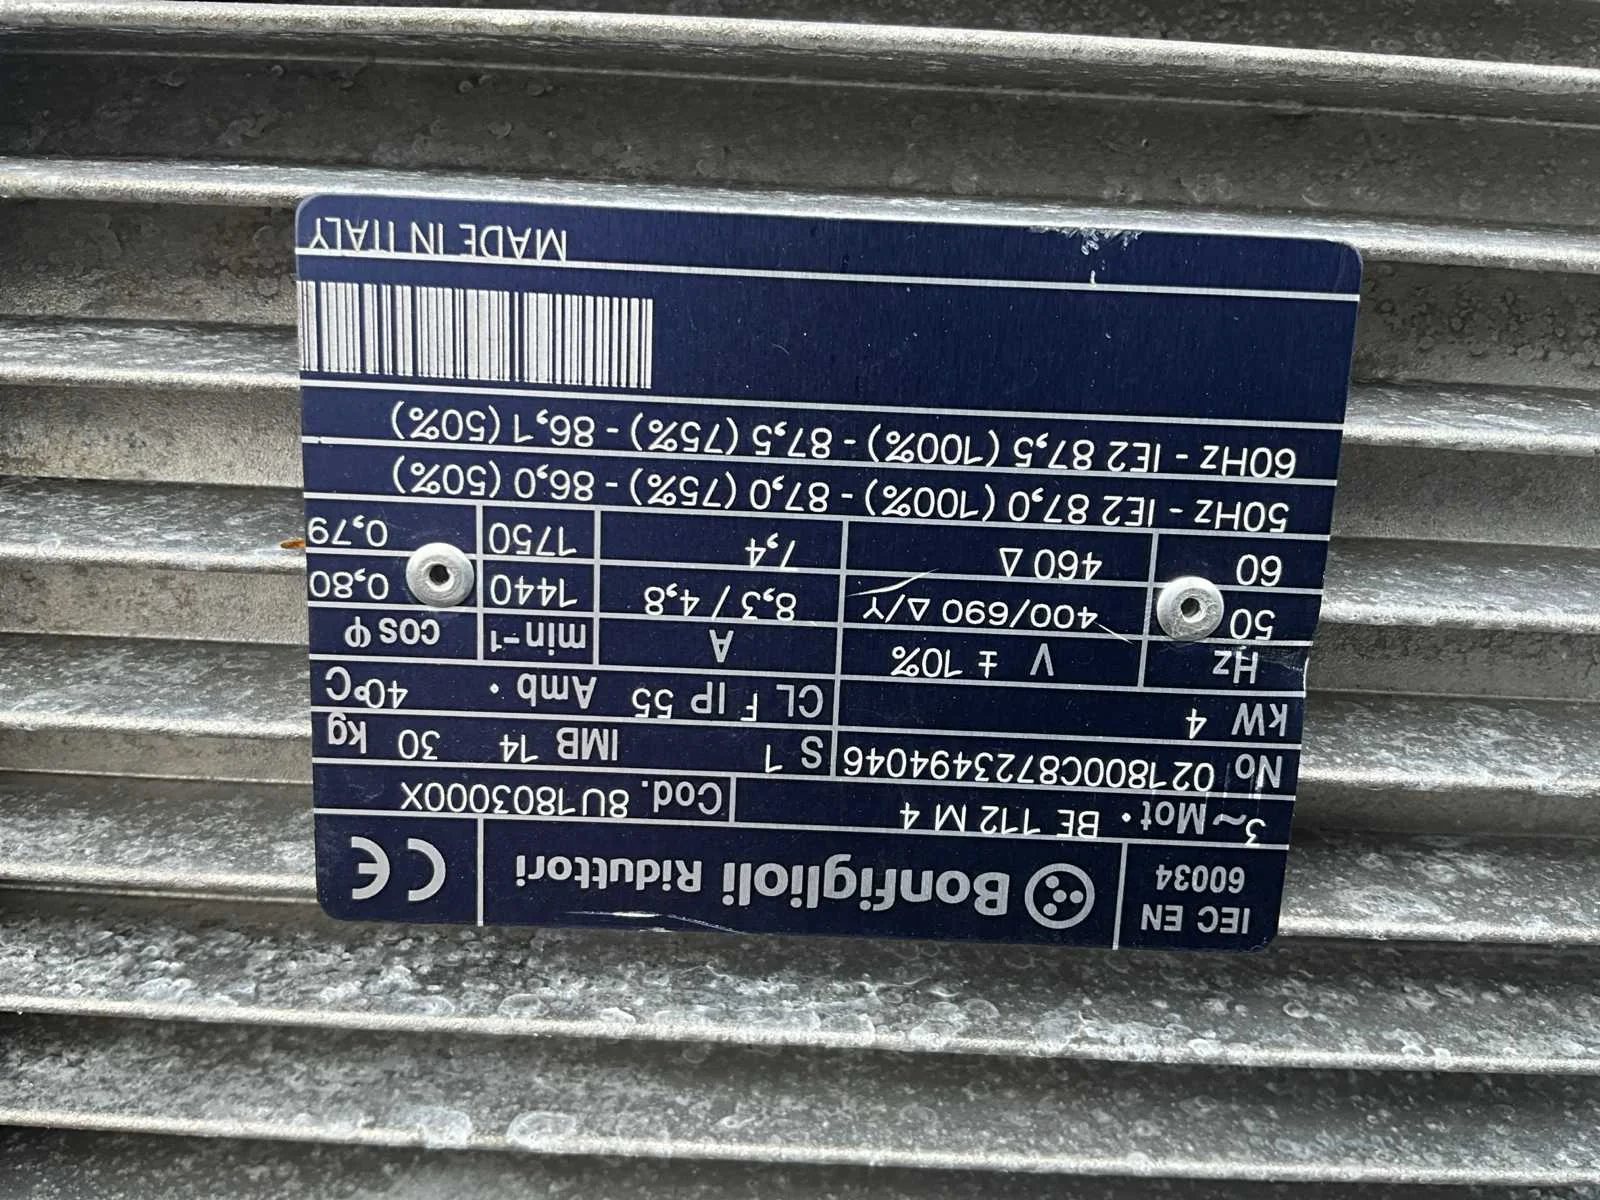 IEC EN
60034
Bonfiglioli Riduttori
CE
3~Mot. BE 112 M 4 Cod. 8U1803000X
No 021800C8723494046 S 1 IMB 14 30 kg
kW 4 CL F IP 55 Amb. 40°C
Hz V ± 10% A min-1 cos φ
50 400/690 Δ/Y 8,3 / 4,8 1440 0,80
60 460 Δ 7,4 1750 0,79
50Hz - IE2 87,0 (100%) - 87,0 (75%) - 86,0 (50%)
60Hz - IE2 87,5 (100%) - 87,5 (75%) - 86,1 (50%)
MADE IN ITALY